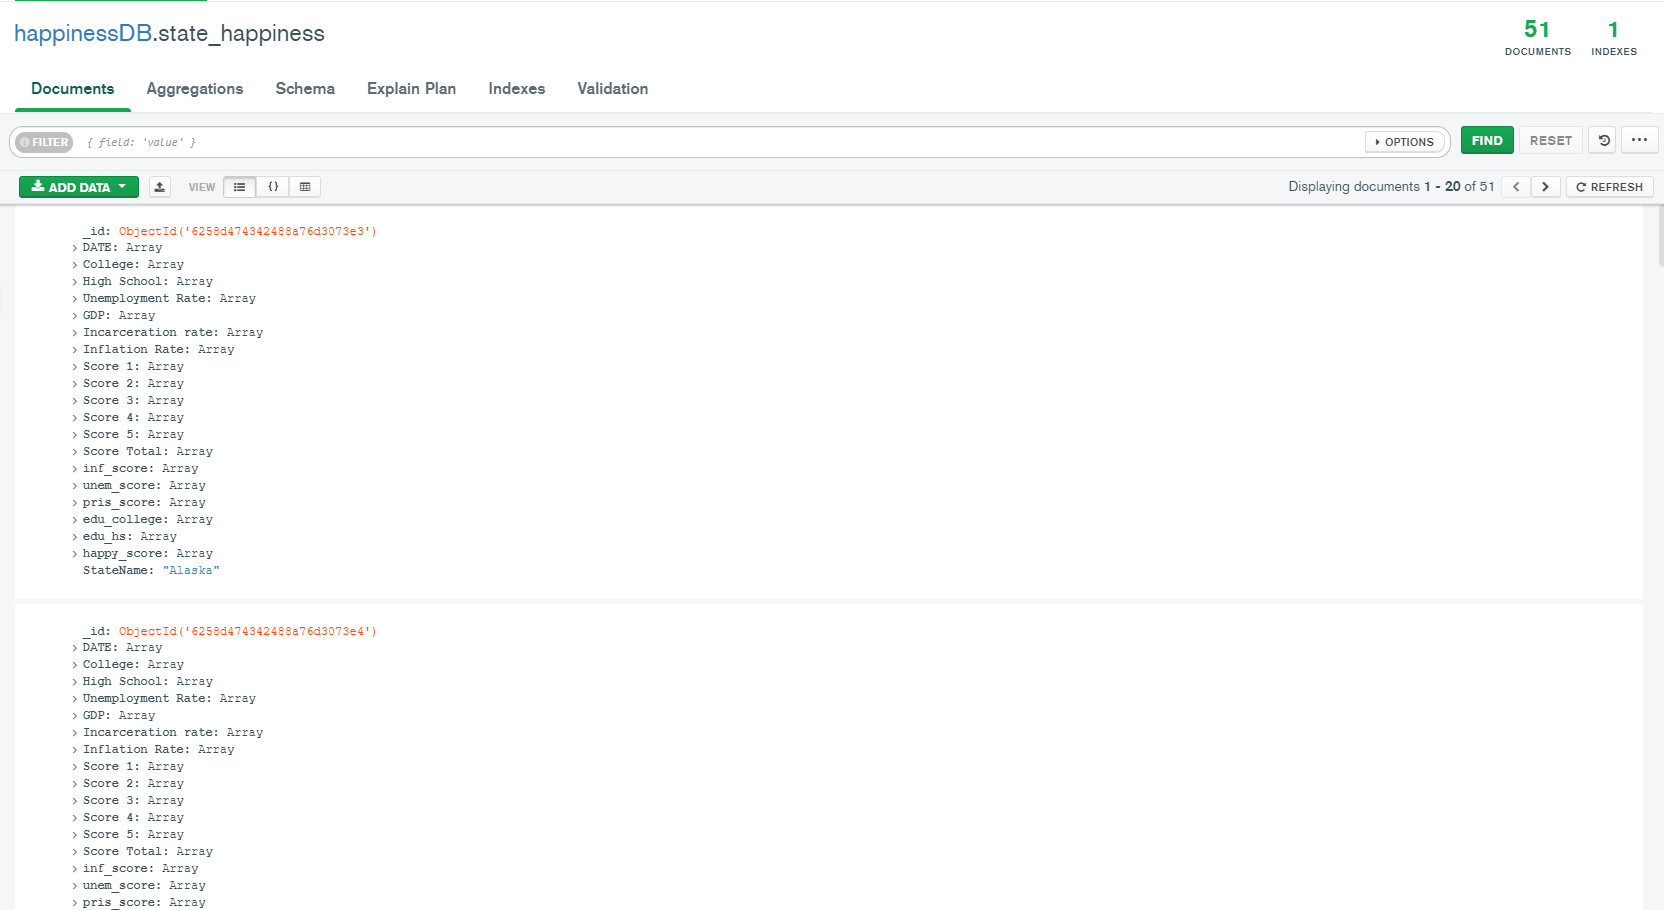 happinessDB.state_happiness
51
DOCUMENTS
1
INDEXES
Documents Aggregations Schema Explain Plan Indexes Validation
FILTER { field: 'value' } OPTIONS FIND RESET ...
ADD DATA VIEW {} Displaying documents 1 - 20 of 51 < > REFRESH
_id: ObjectId('6258d474342488a76d3073e3')
> DATE: Array
> College: Array
> High School: Array
> Unemployment Rate: Array
> GDP: Array
> Incarceration rate: Array
> Inflation Rate: Array
> Score 1: Array
> Score 2: Array
> Score 3: Array
> Score 4: Array
> Score 5: Array
> Score Total: Array
> inf_score: Array
> unem_score: Array
> pris_score: Array
> edu_college: Array
> edu_hs: Array
> happy_score: Array
StateName: "Alaska"
_id: ObjectId('6258d474342488a76d3073e4')
> DATE: Array
> College: Array
> High School: Array
> Unemployment Rate: Array
> GDP: Array
> Incarceration rate: Array
> Inflation Rate: Array
> Score 1: Array
> Score 2: Array
> Score 3: Array
> Score 4: Array
> Score 5: Array
> Score Total: Array
> inf_score: Array
> unem_score: Array
> pris_score: Array